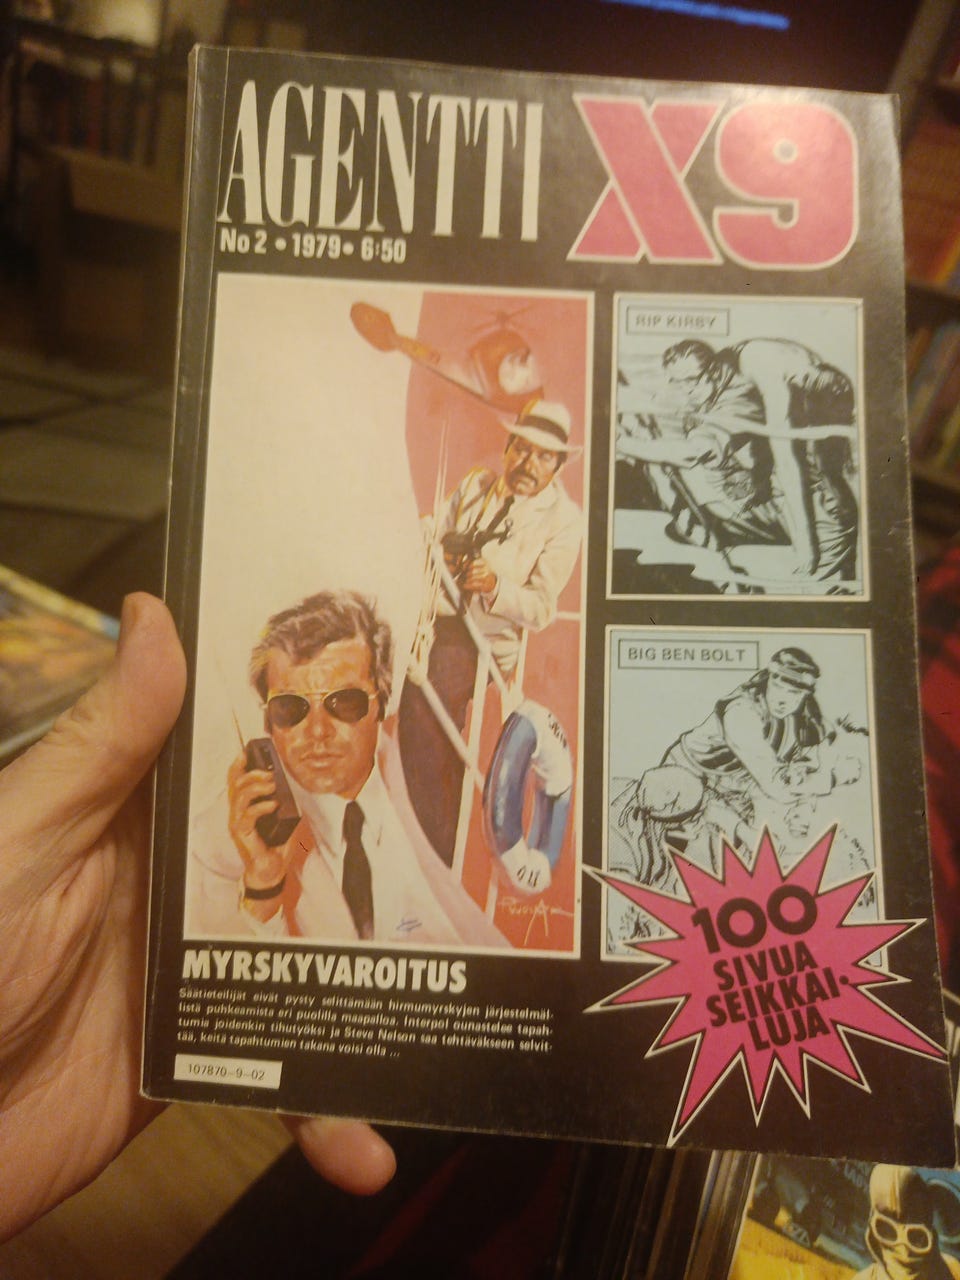 AGENTTI X9
No 2 • 1979 • 6:50
RIP KIRBY
BIG BEN BOLT
100
SIVUA
SEIKKAI-
LUJA
MYRSKYVAROITUS
Säätieteilijät eivät pysty selittämään hirmumyrskyjen järjestelmäl-
listä puhkeamista eri puolilla maapalloa. Interpol aunastelee tapah-
tumia joidenkin tihutyöksi ja Steve Nelson saa tehtäväkseen selvit-
tää, keitä tapahtumien takana voisi olla ...
107870-9-02